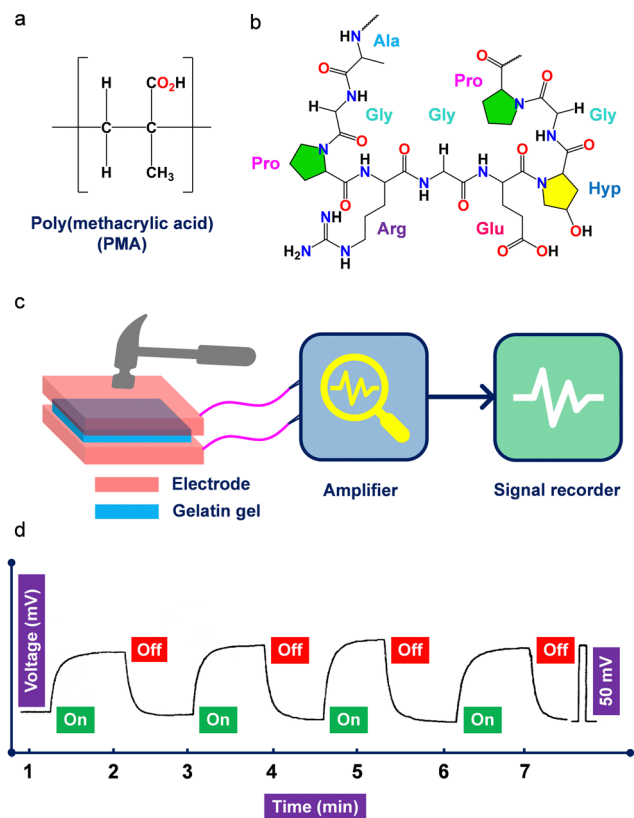 a
H
CO2H
C
C
H
CH3
Poly(methacrylic acid)
(PMA)
b
HN
Ala
O
NH
Gly
O
N
Pro
O
H
N
Arg
NH
H2N
N
H
O
N
H
H
Gly
O
H
N
Glu
O
OH
O
N
Hyp
OH
O
NH
H
Gly
O
N
Pro
O
c
Electrode
Gelatin gel
Amplifier
Signal recorder
d
Voltage (mV)
On
Off
On
Off
On
Off
On
Off
50 mV
1 2 3 4 5 6 7
Time (min)